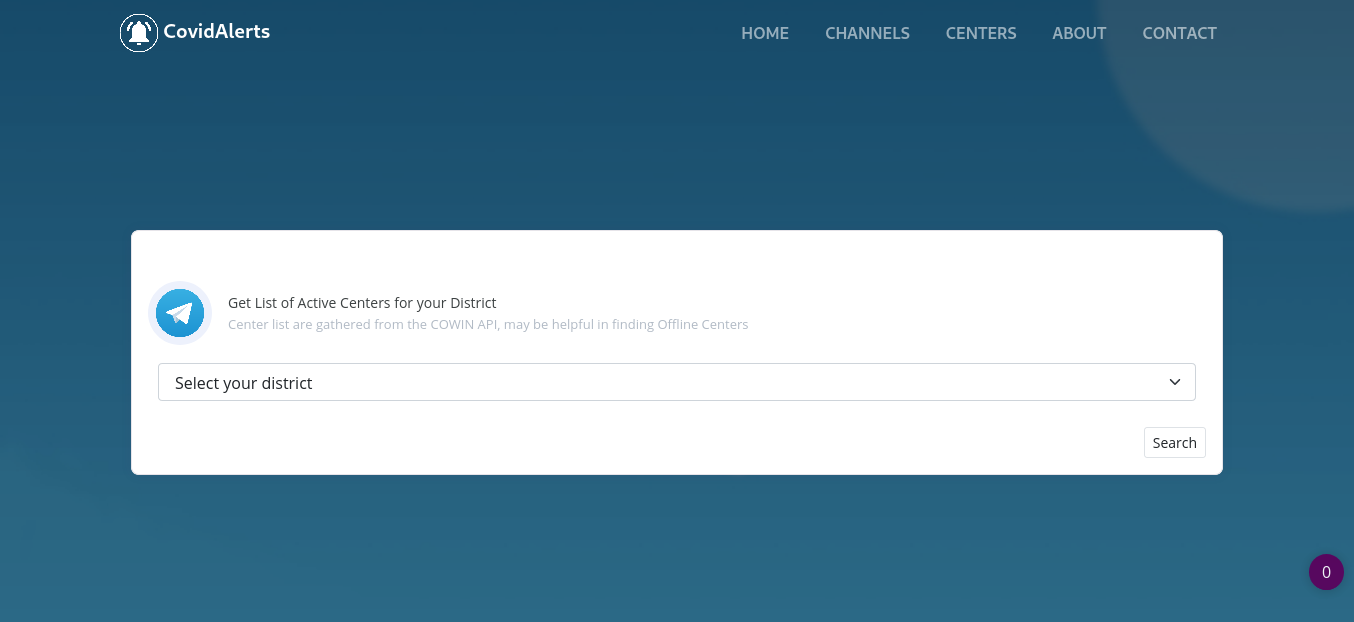 CovidAlerts
HOME CHANNELS CENTERS ABOUT CONTACT
Get List of Active Centers for your District
Center list are gathered from the COWIN API, may be helpful in finding Offline Centers
Select your district
Search
0